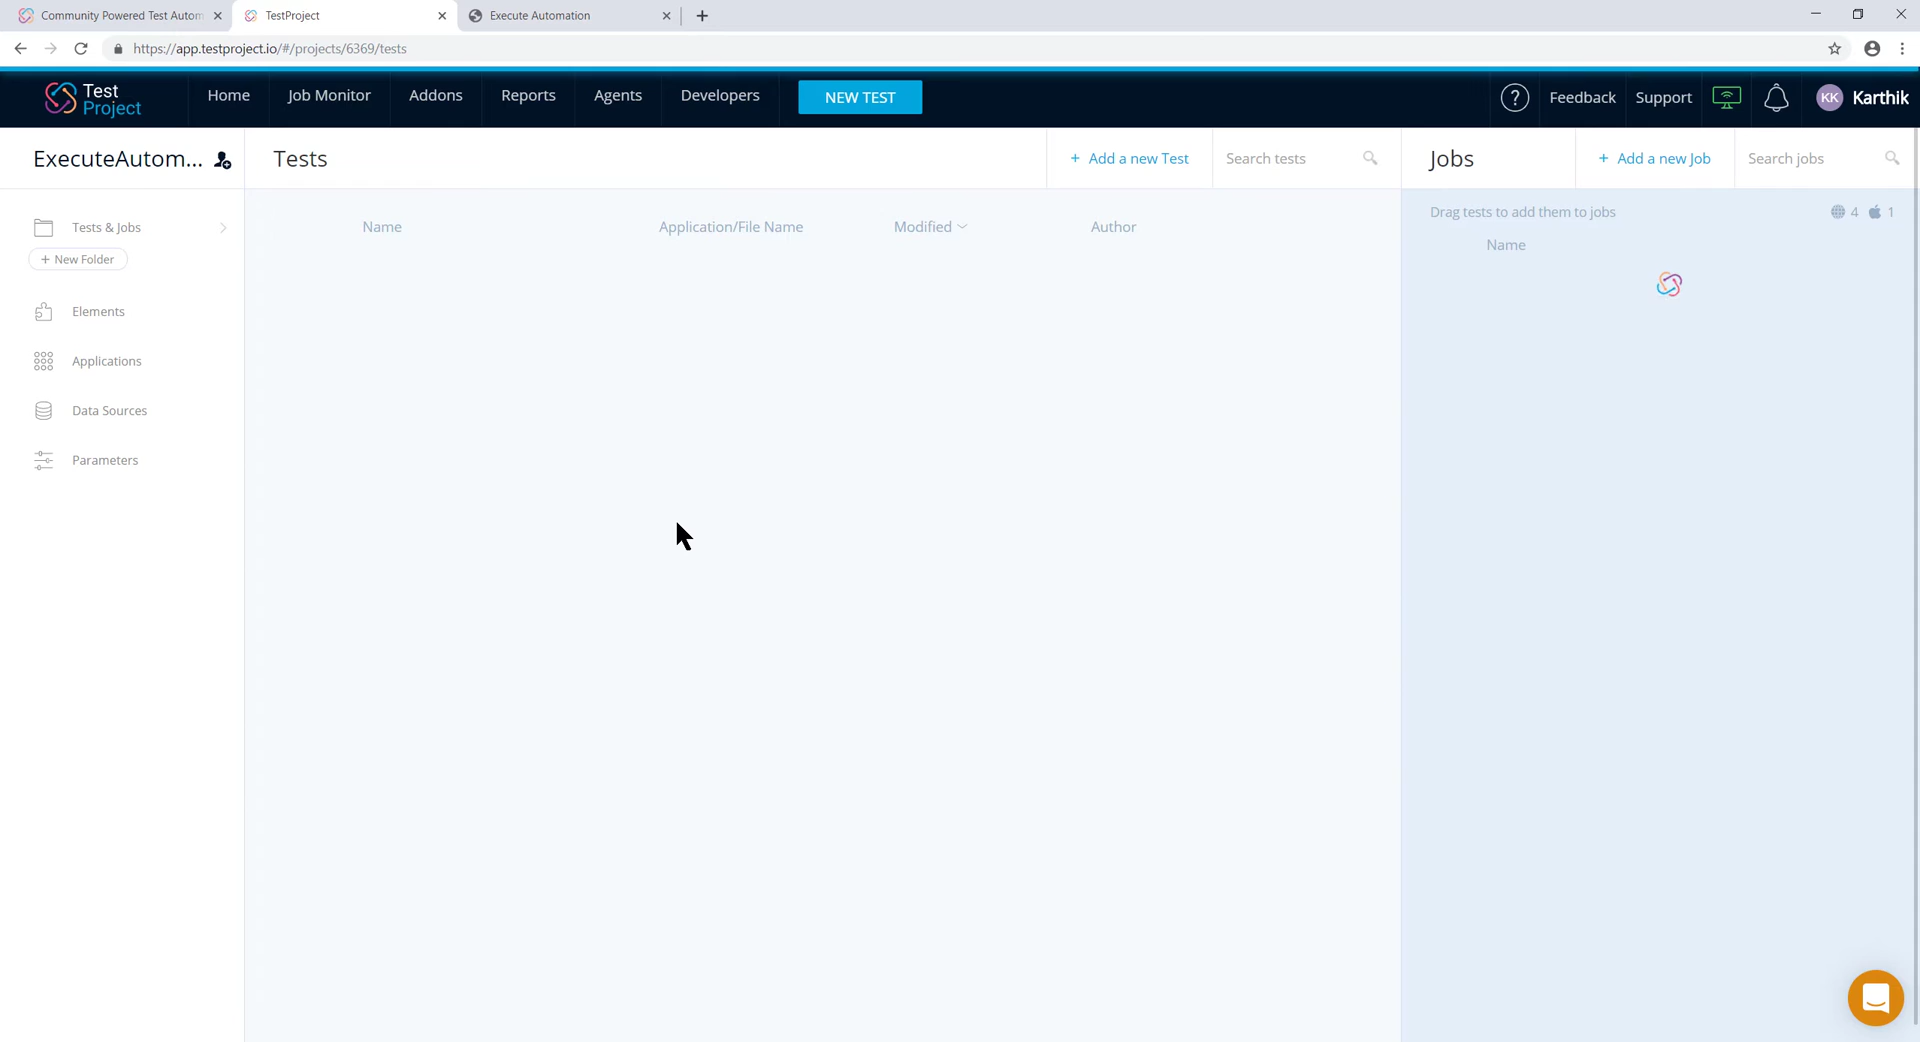 Community Powered Test Autom
TestProject
Execute Automation
https://app.testproject.io/#/projects/6369/tests
Test Project
Home
Job Monitor
Addons
Reports
Agents
Developers
NEW TEST
?
Feedback
Support
KK
Karthik
ExecuteAutom...
Tests
+ Add a new Test
Search tests
Jobs
+ Add a new Job
Search jobs
Tests & Jobs
+ New Folder
Elements
Applications
Data Sources
Parameters
Name
Application/File Name
Modified
Author
Drag tests to add them to jobs
4
1
Name